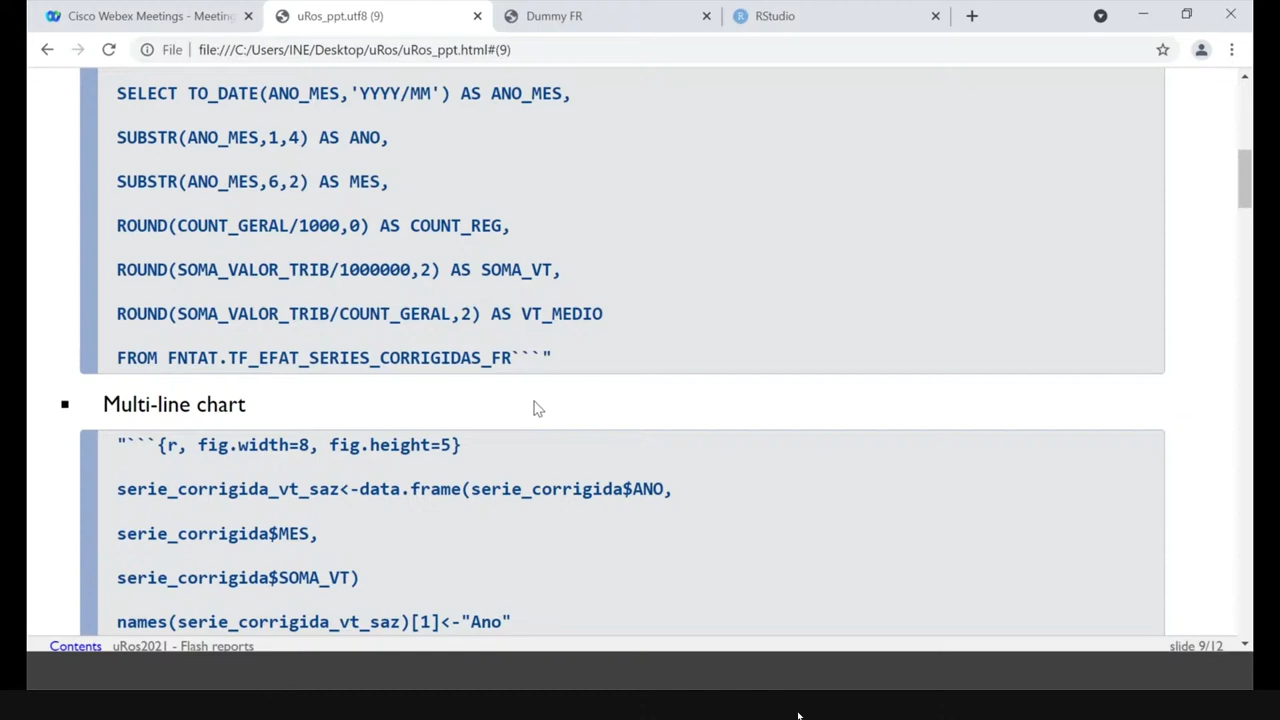 Cisco Webex Meetings - Meeting
uRos_ppt.utf8 (9)
Dummy FR
RStudio
File
file:///C:/Users/INE/Desktop/uRos/uRos_ppt.html#(9)
SELECT TO_DATE(ANO_MES,'YYYY/MM') AS ANO_MES,
SUBSTR(ANO_MES,1,4) AS ANO,
SUBSTR(ANO_MES,6,2) AS MES,
ROUND(COUNT_GERAL/1000,0) AS COUNT_REG,
ROUND(SOMA_VALOR_TRIB/1000000,2) AS SOMA_VT,
ROUND(SOMA_VALOR_TRIB/COUNT_GERAL,2) AS VT_MEDIO
FROM FNTAT.TF_EFAT_SERIES_CORRIGIDAS_FR```"
▪ Multi-line chart
"```{r, fig.width=8, fig.height=5}
serie_corrigida_vt_saz<-data.frame(serie_corrigida$ANO,
serie_corrigida$MES,
serie_corrigida$SOMA_VT)
names(serie_corrigida_vt_saz)[1]<-"Ano"
Contents uRos2021 - Flash reports
slide 9/12